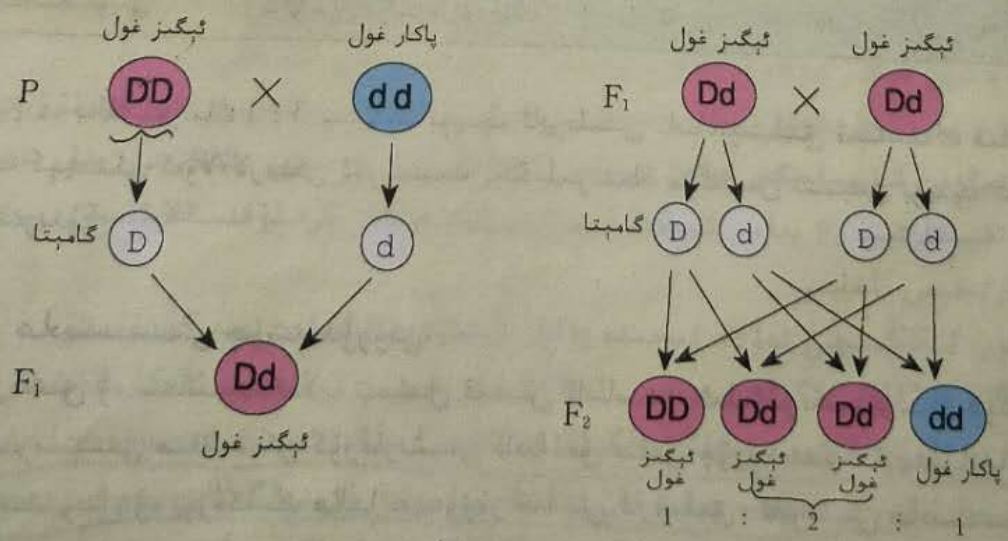 ئېگىز غول
پاكار غول
P DD × dd
گامېتا D d
F₁ Dd
ئېگىز غول
ئېگىز غول ئېگىز غول
F₁ Dd × Dd
گامېتا D d D d
F₂ DD Dd Dd dd
ئېگىز غول ئېگىز غول ئېگىز غول پاكار غول
1 : 2 : 1